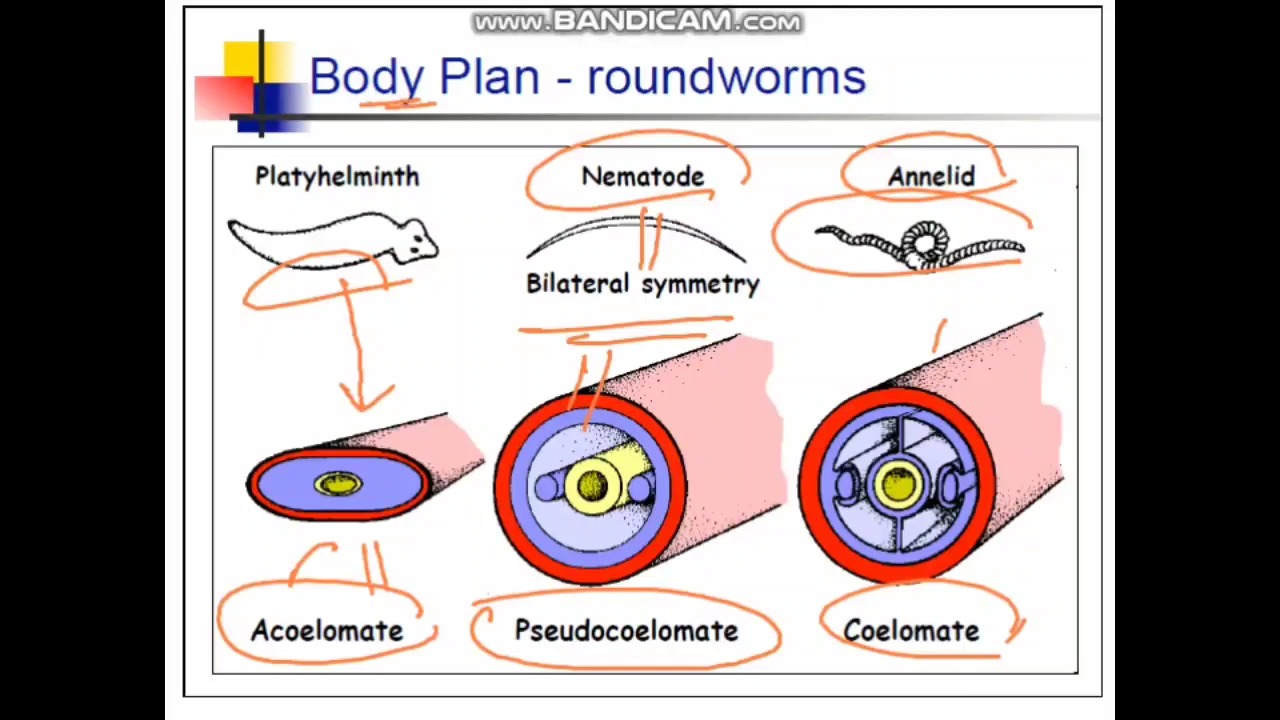 www.BANDICAM.com
Body Plan - roundworms
Platyhelminth Nematode Annelid
Bilateral symmetry
Acoelomate Pseudocoelomate Coelomate